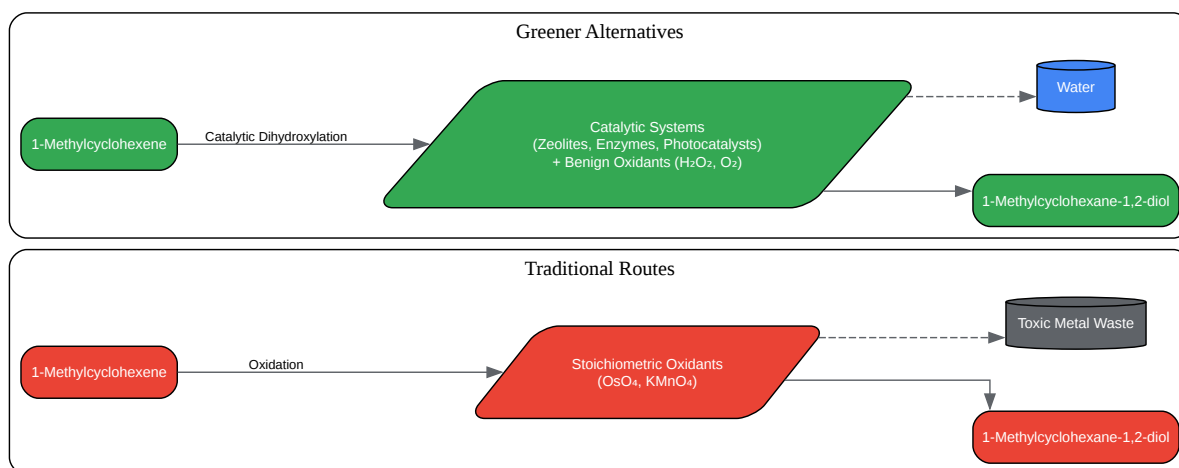 Greener Alternatives
Water
1-Methylcyclohexene
Catalytic Dihydroxylation
Catalytic Systems
(Zeolites, Enzymes, Photocatalysts)
+ Benign Oxidants (H₂O₂, O₂)
1-Methylcyclohexane-1,2-diol
Traditional Routes
Toxic Metal Waste
1-Methylcyclohexene
Oxidation
Stoichiometric Oxidants
(OsO₄, KMnO₄)
1-Methylcyclohexane-1,2-diol